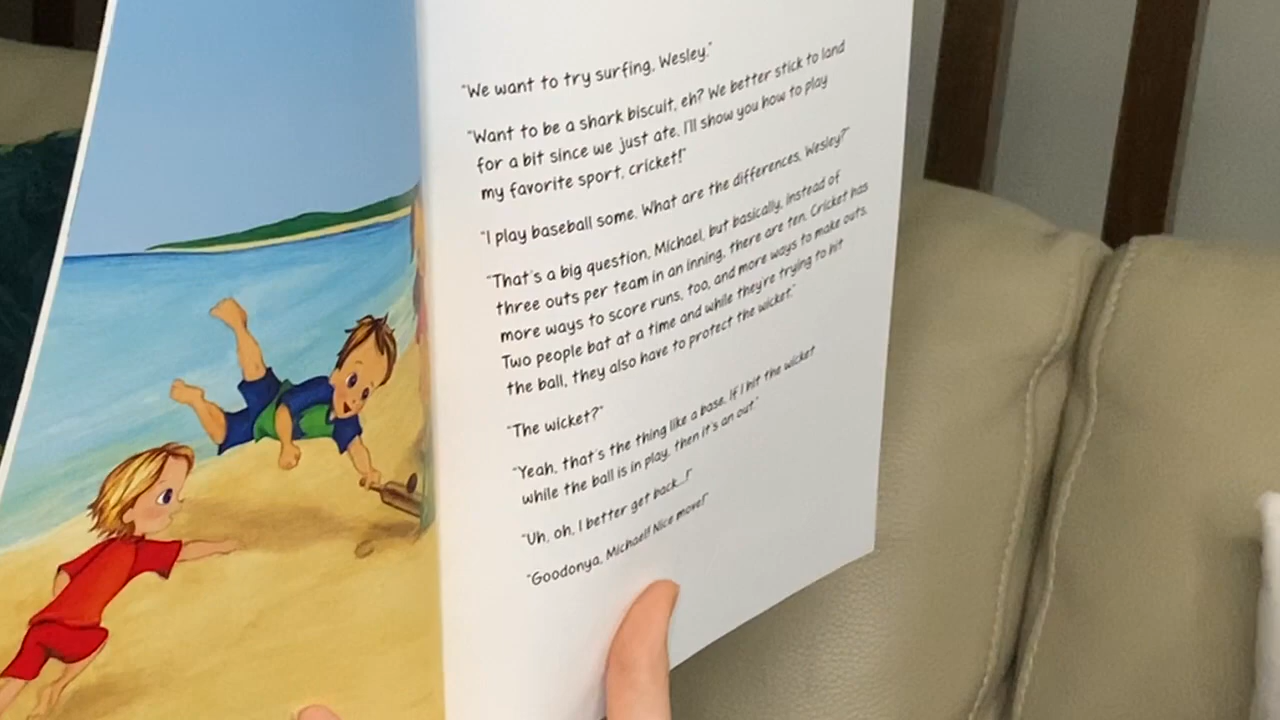 "We want to try surfing, Wesley."
"Want to be a shark biscuit, eh? We better stick to land
for a bit since we just ate. I'll show you how to play
my favorite sport, cricket!"
"I play baseball some. What are the differences, Wesley?"
"That's a big question, Michael, but basically, instead of
three outs per team in an inning, there are ten. Cricket has
more ways to score runs, too, and more ways to make outs.
Two people bat at a time and while they're trying to hit
the ball, they also have to protect the wicket."
"The wicket?"
"Yeah, that's the thing like a base. If I hit the wicket
while the ball is in play, then it's an out."
"Uh, oh, I better get back...!"
"Goodonya, Michael! Nice move!"